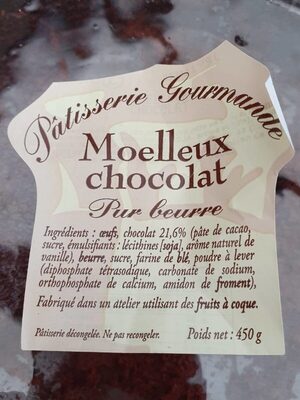 Pâtisserie Gourmande
Moelleux
chocolat
Pur beurre
Ingrédients : œufs, chocolat 21,6% (pâte de cacao,
sucre, émulsifiants : lécithines [soja], arôme naturel de
vanille), beurre, sucre, farine de blé, poudre à lever
(diphosphate tétrasodique, carbonate de sodium,
orthophosphate de calcium, amidon de froment),
Fabriqué dans un atelier utilisant des fruits à coque.
Pâtisserie décongelée. Ne pas recongeler. Poids net : 450 g